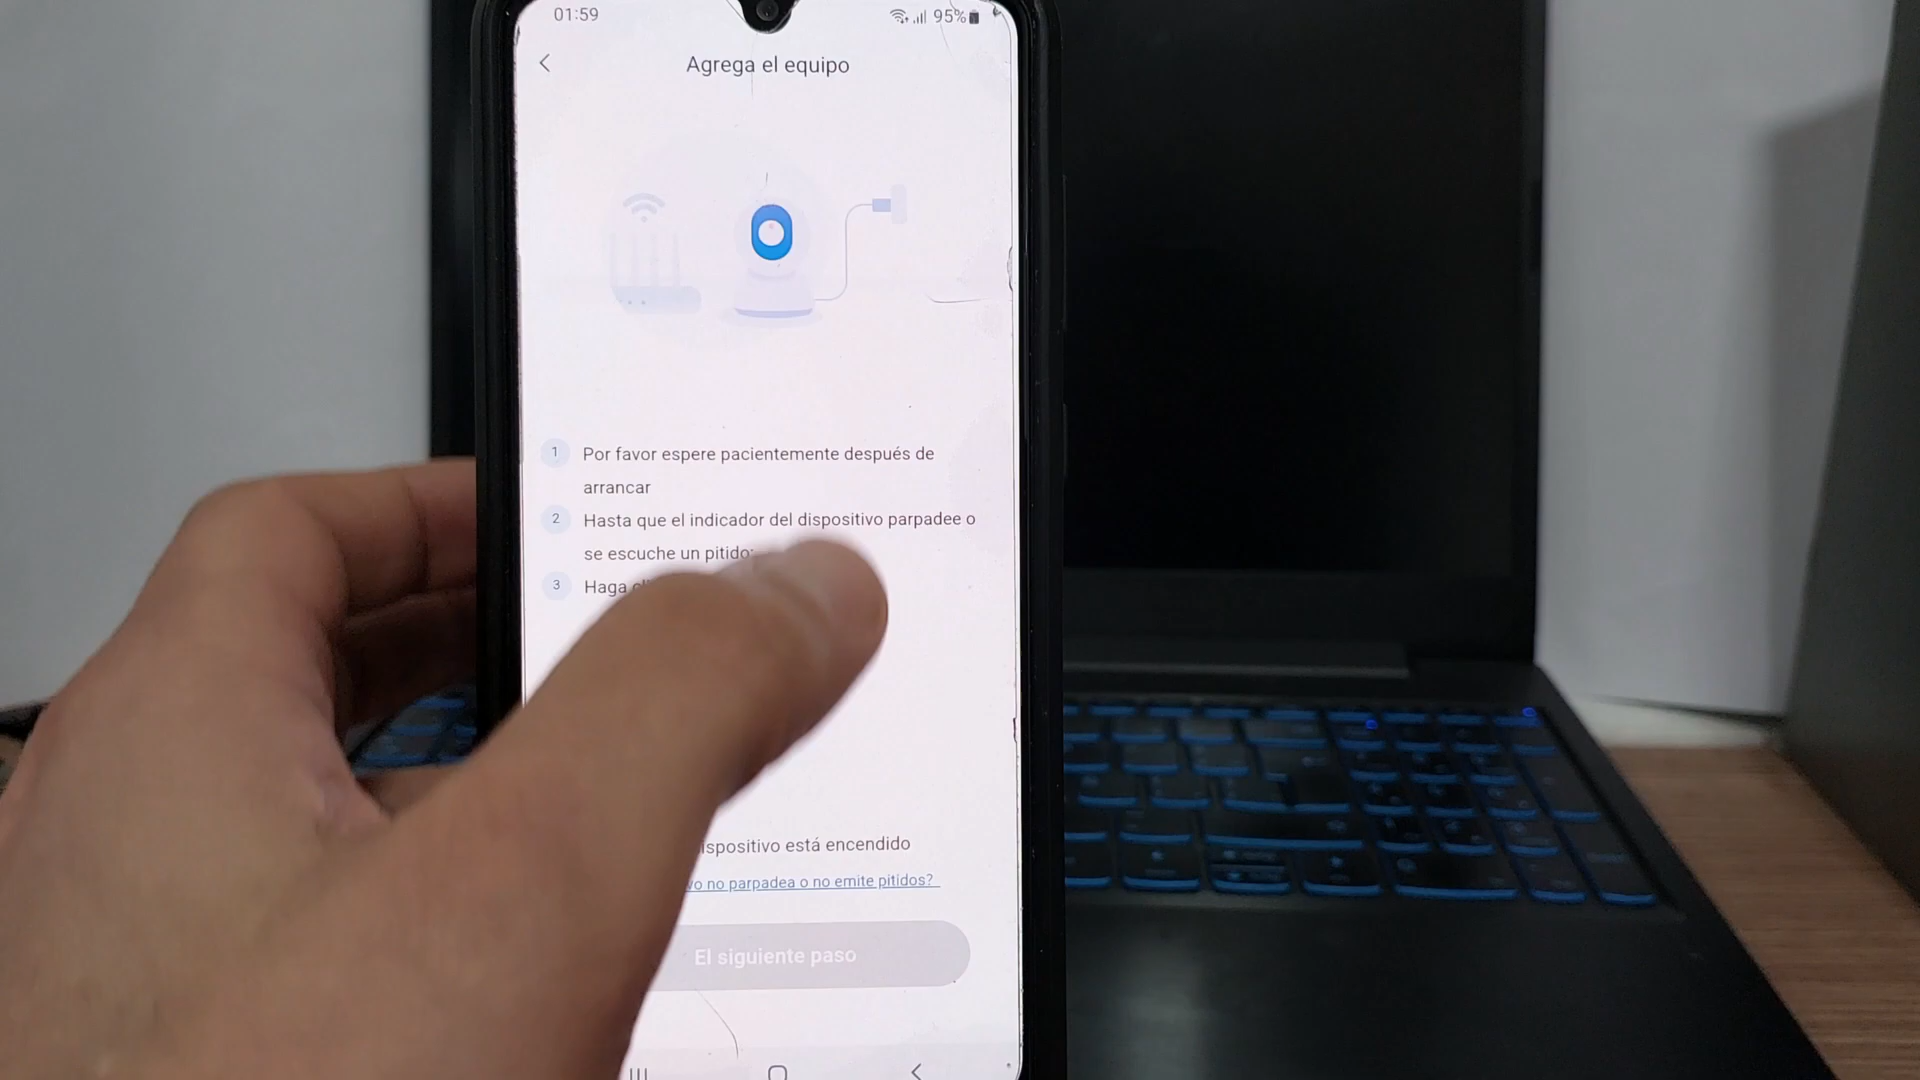 01:59
95%
Agrega el equipo
1 Por favor espere pacientemente después de
arrancar
2 Hasta que el indicador del dispositivo parpadee o
se escuche un pitido
3 Haga
está encendido
no parpadea o no emite pitidos?
El siguiente paso